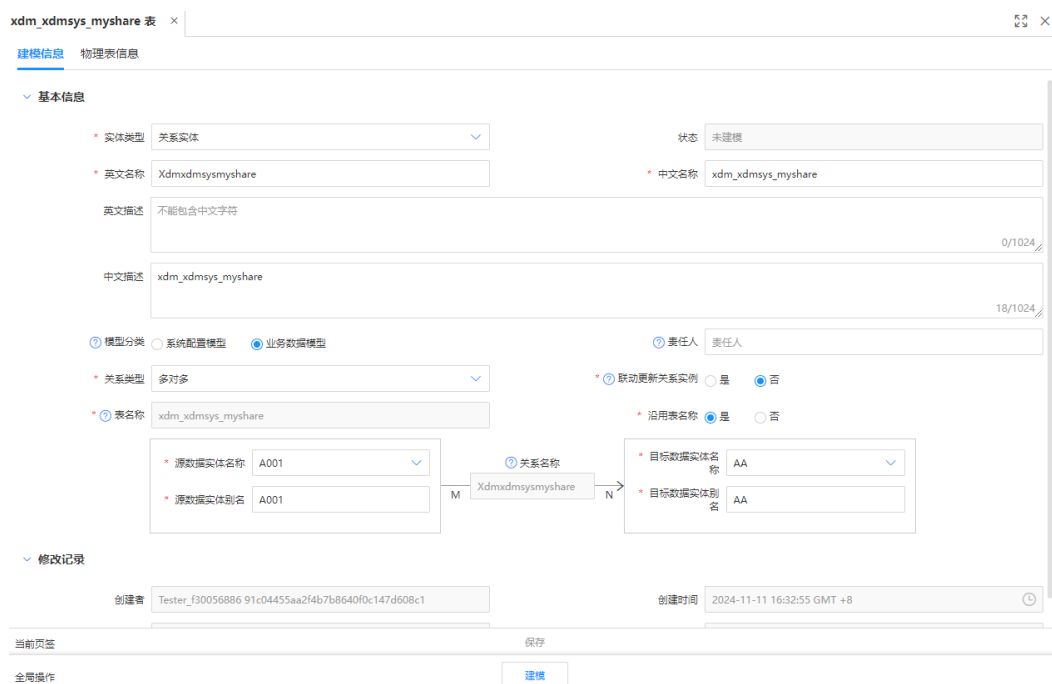 xdm_xdmsys_myshare 表 ×
建模信息 物理表信息
基本信息
* 实体类型 关系实体 状态 未建模
* 英文名称 Xdmxdmsysmyshare * 中文名称 xdm_xdmsys_myshare
英文描述 不能包含中文字符
0/1024
中文描述 xdm_xdmsys_myshare
18/1024
? 模型分类 系统配置模型 业务数据模型 ? 责任人 责任人
* 关系类型 多对多 * ? 联动更新关系实例 是 否
* ? 表名称 xdm_xdmsys_myshare * 沿用表名称 是 否
* 源数据实体名称 A001 ? 关系名称 * 目标数据实体名称 AA
* 源数据实体别名 A001 M Xdmxdmsysmyshare N * 目标数据实体别名 AA
修改记录
创建者 Tester_f30056886 91c04455aa2f4b7b8640f0c147d608c1 创建时间 2024-11-11 16:32:55 GMT +8
当前页签 保存
全局操作 建模